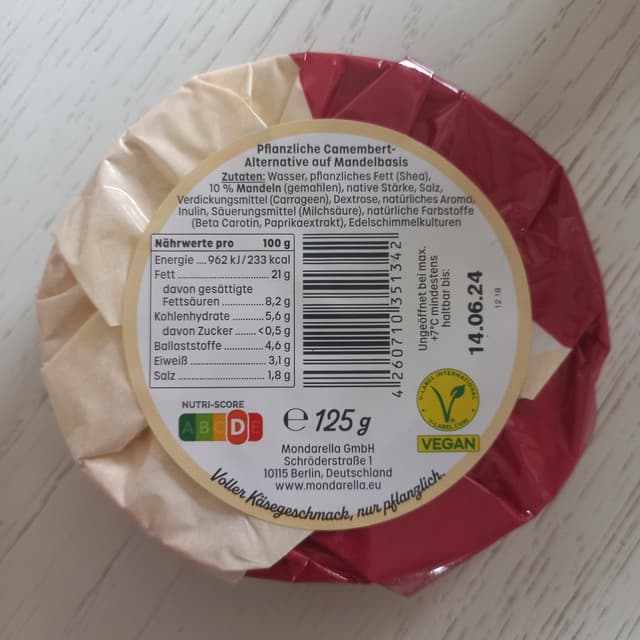 Pflanzliche Camembert-
Alternative auf Mandelbasis
Zutaten: Wasser, pflanzliches Fett (Shea),
10 % Mandeln (gemahlen), native Stärke, Salz,
Verdickungsmittel (Carrageen), Dextrose, natürliches Aroma,
Inulin, Säuerungsmittel (Milchsäure), natürliche Farbstoffe
(Beta Carotin, Paprikaextrakt), Edelschimmelkulturen
Nährwerte pro 100 g
Energie ....962 kJ/233 kcal
Fett ............................ 21 g
davon gesättigte
Fettsäuren ........... 8,2 g
Kohlenhydrate ....... 5,6 g
davon Zucker ........ <0,5 g
Ballaststoffe ........... 4,6 g
Eiweiß ....................... 3,1 g
Salz ............................ 1,8 g
4 260710 351342
Ungeöffnet bei max.
+7°C mindestens
haltbar bis:
14.06.24
12:18
NUTRI-SCORE
ABCDE
e 125 g
V-LABEL INTERNATIONAL
V-LABEL.COM
VEGAN
Mondarella GmbH
Schröderstraße 1
10115 Berlin, Deutschland
www.mondarella.eu
Voller Käsegeschmack, nur pflanzlich.